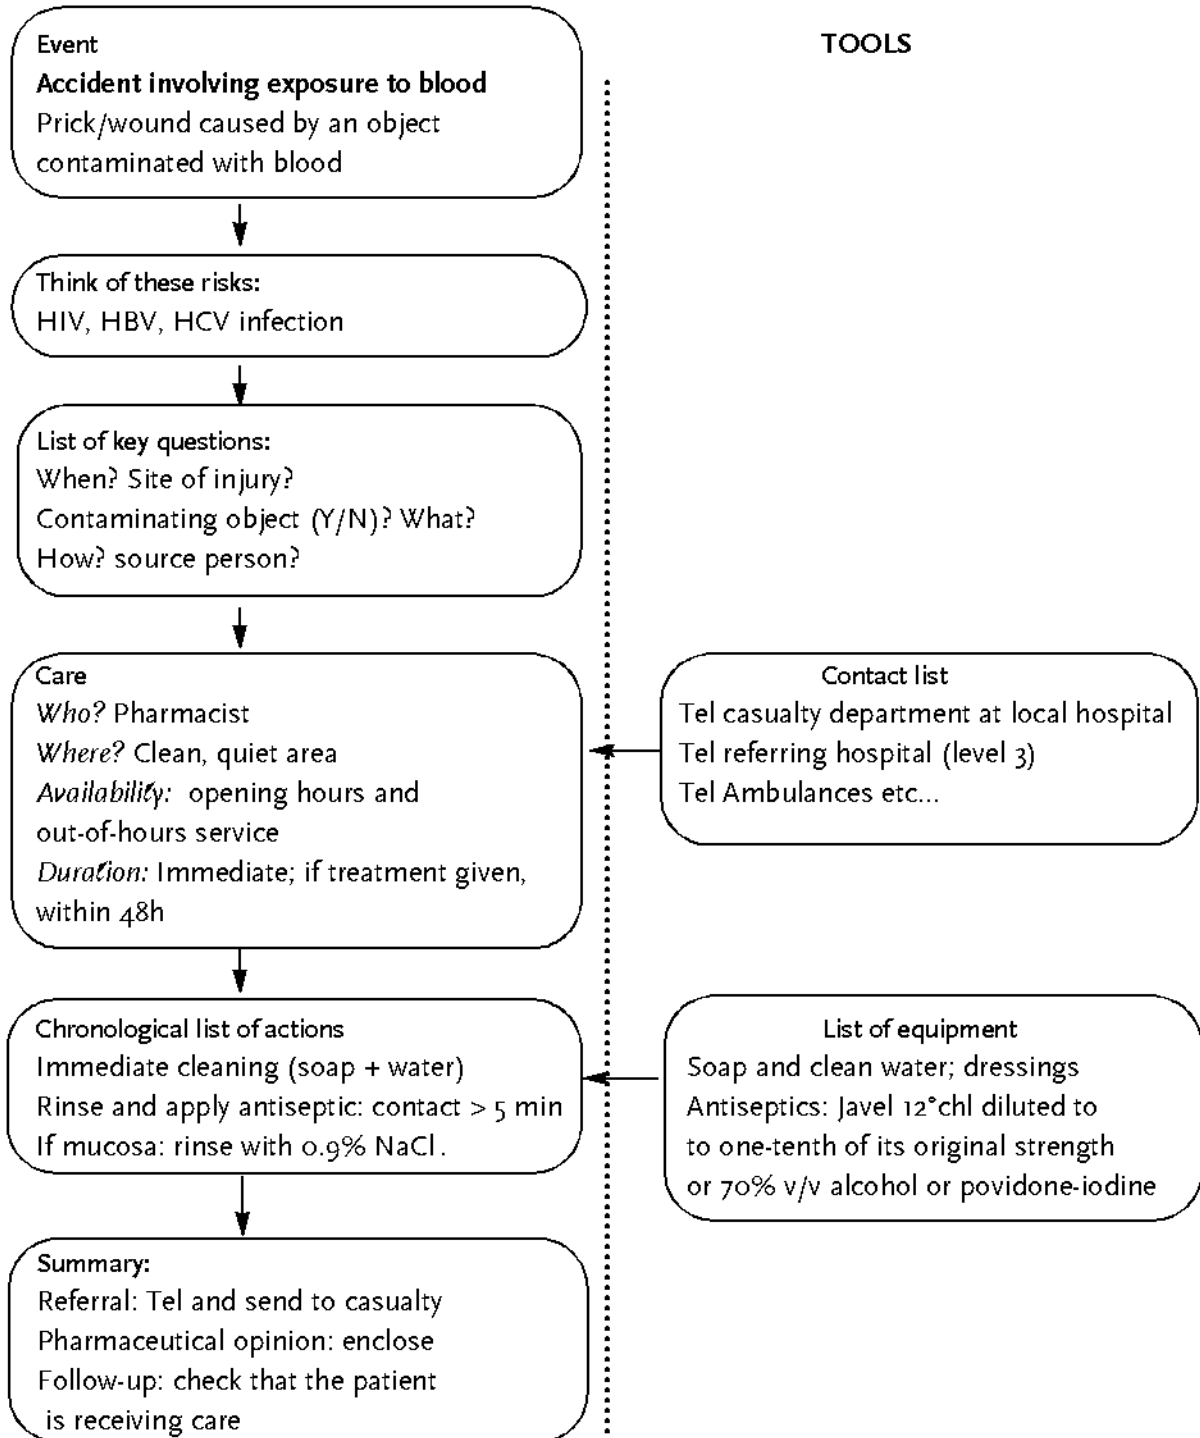 Event
Accident involving exposure to blood
Prick/wound caused by an object
contaminated with blood
TOOLS
Think of these risks:
HIV, HBV, HCV infection
List of key questions:
When? Site of injury?
Contaminating object (Y/N)? What?
How? source person?
Care
Who? Pharmacist
Where? Clean, quiet area
Availability: opening hours and
out-of-hours service
Duration: Immediate; if treatment given,
within 48h
Contact list
Tel casualty department at local hospital
Tel referring hospital (level 3)
Tel Ambulances etc...
Chronological list of actions
Immediate cleaning (soap + water)
Rinse and apply antiseptic: contact > 5 min
If mucosa: rinse with 0.9% NaCl.
List of equipment
Soap and clean water; dressings
Antiseptics: Javel 12°chl diluted to
to one-tenth of its original strength
or 70% v/v alcohol or povidone-iodine
Summary:
Referral: Tel and send to casualty
Pharmaceutical opinion: enclose
Follow-up: check that the patient
is receiving care